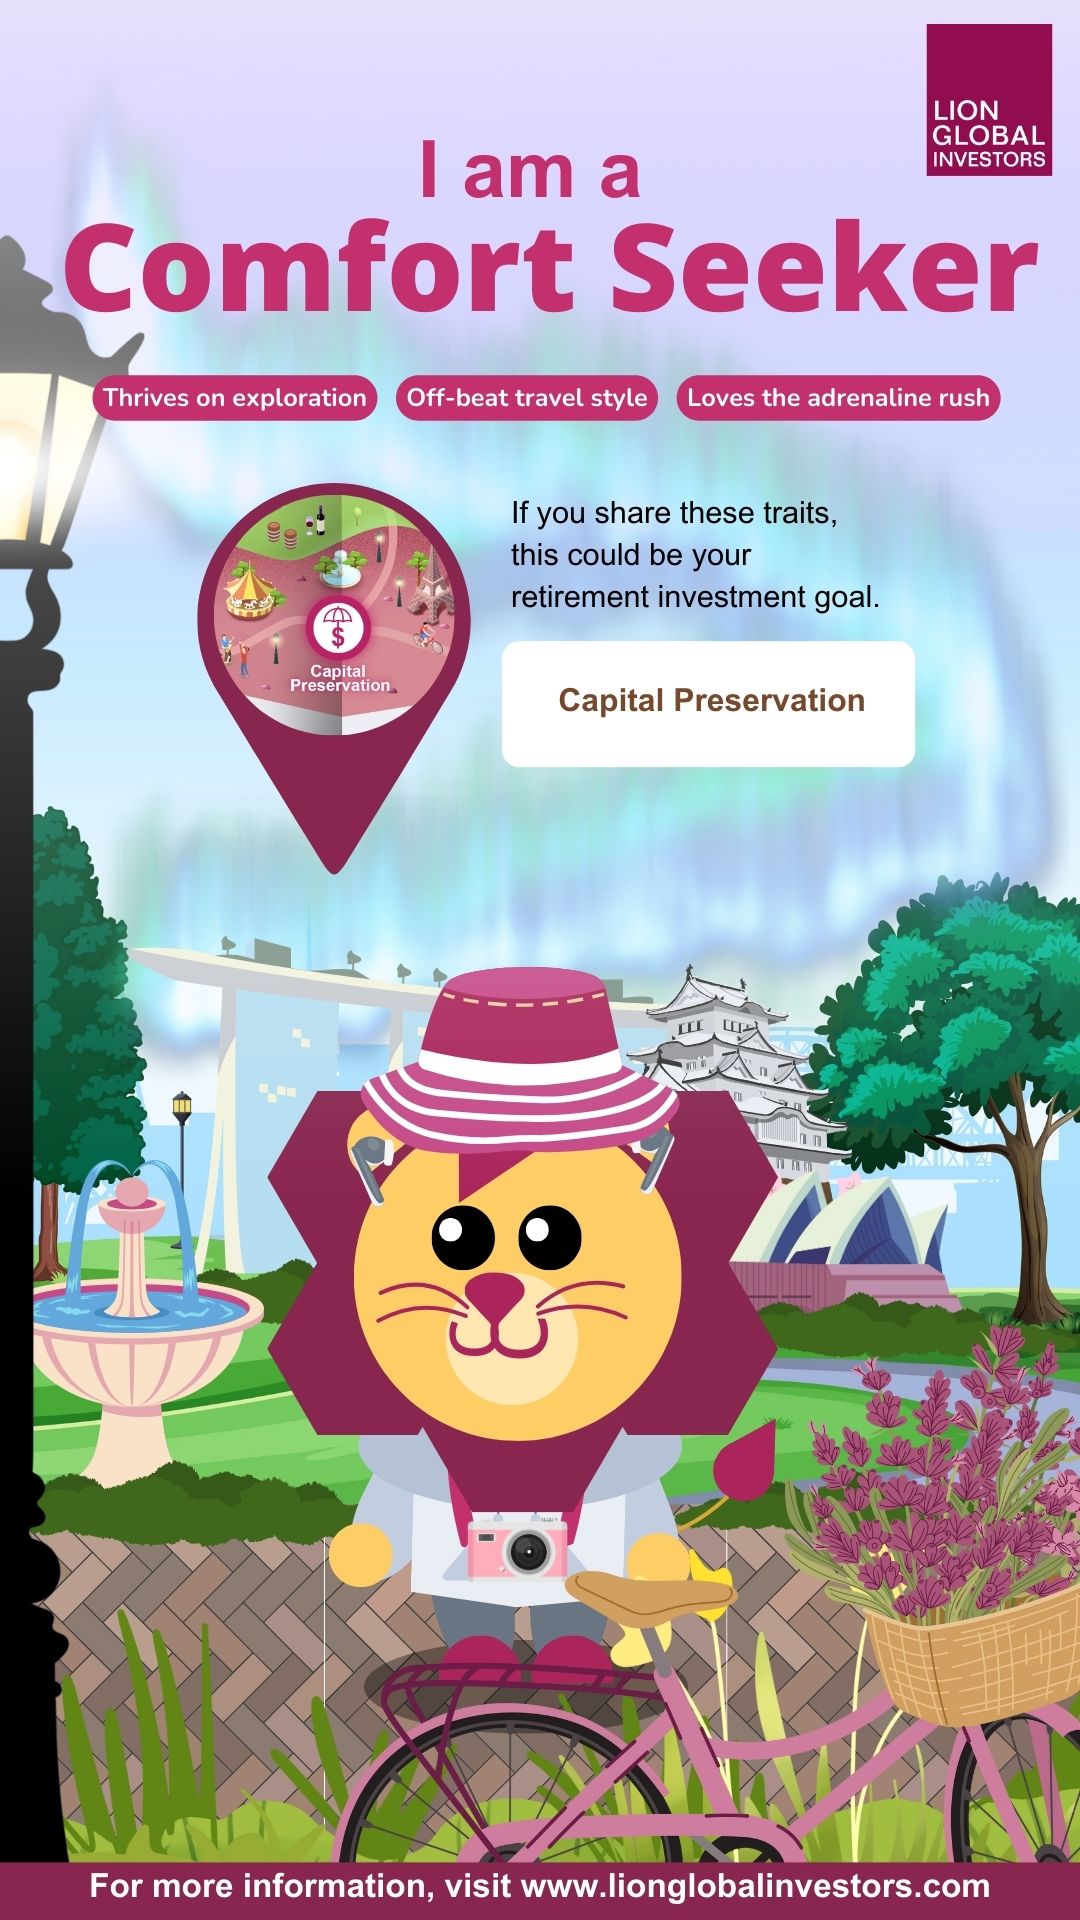 LION
GLOBAL
INVESTORS
I am a
Comfort Seeker
Thrives on exploration
Off-beat travel style
Loves the adrenaline rush
If you share these traits,
this could be your
retirement investment goal.
$
Capital
Preservation
Capital Preservation
For more information, visit www.lionglobalinvestors.com